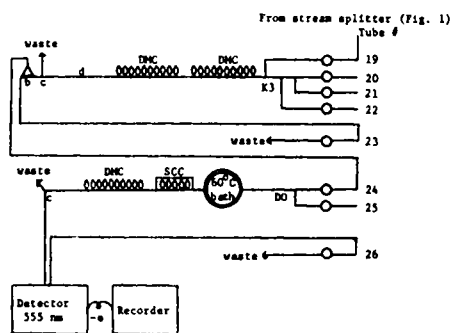 From stream splitter (Fig. 1)
Tube #
waste
DMC
DMC
19
d
20
b
c
K3
21
22
waste
23
waste
DMC
SCC
60°C
bath
24
c
DO
25
waste
26
Detector
555 nm
Recorder